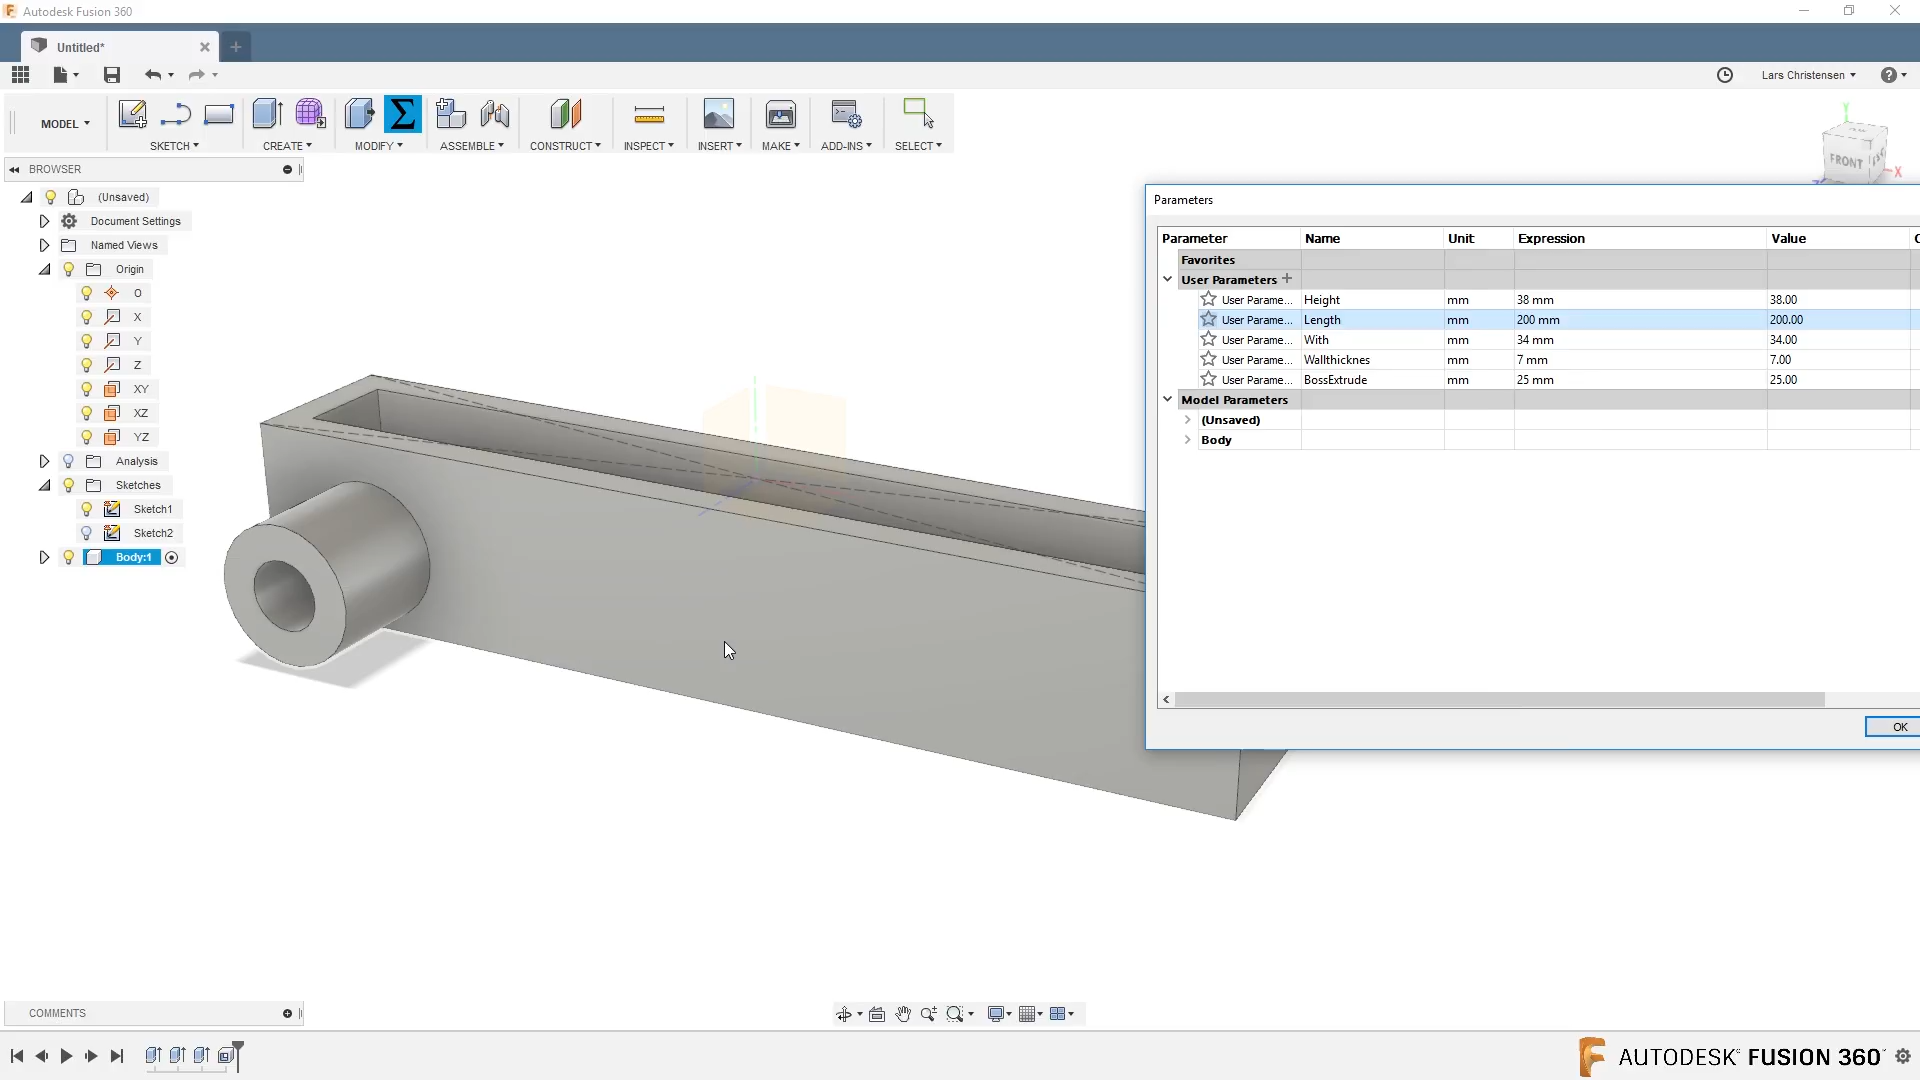 Autodesk Fusion 360
Untitled*
Lars Christensen
MODEL
SKETCH
CREATE
MODIFY
ASSEMBLE
CONSTRUCT
INSPECT
INSERT
MAKE
ADD-INS
SELECT
BROWSER
(Unsaved)
Document Settings
Named Views
Origin
O
X
Y
Z
XY
XZ
YZ
Analysis
Sketches
Sketch1
Sketch2
Body:1
Y
FRONT
X
Parameters
Parameter Name Unit Expression Value C
Favorites
User Parameters
User Parame... Height mm 38 mm 38.00
User Parame... Length mm 200 mm 200.00
User Parame... With mm 34 mm 34.00
User Parame... Wallthicknes mm 7 mm 7.00
User Parame... BossExtrude mm 25 mm 25.00
Model Parameters
(Unsaved)
Body
OK
COMMENTS
AUTODESK® FUSION 360™